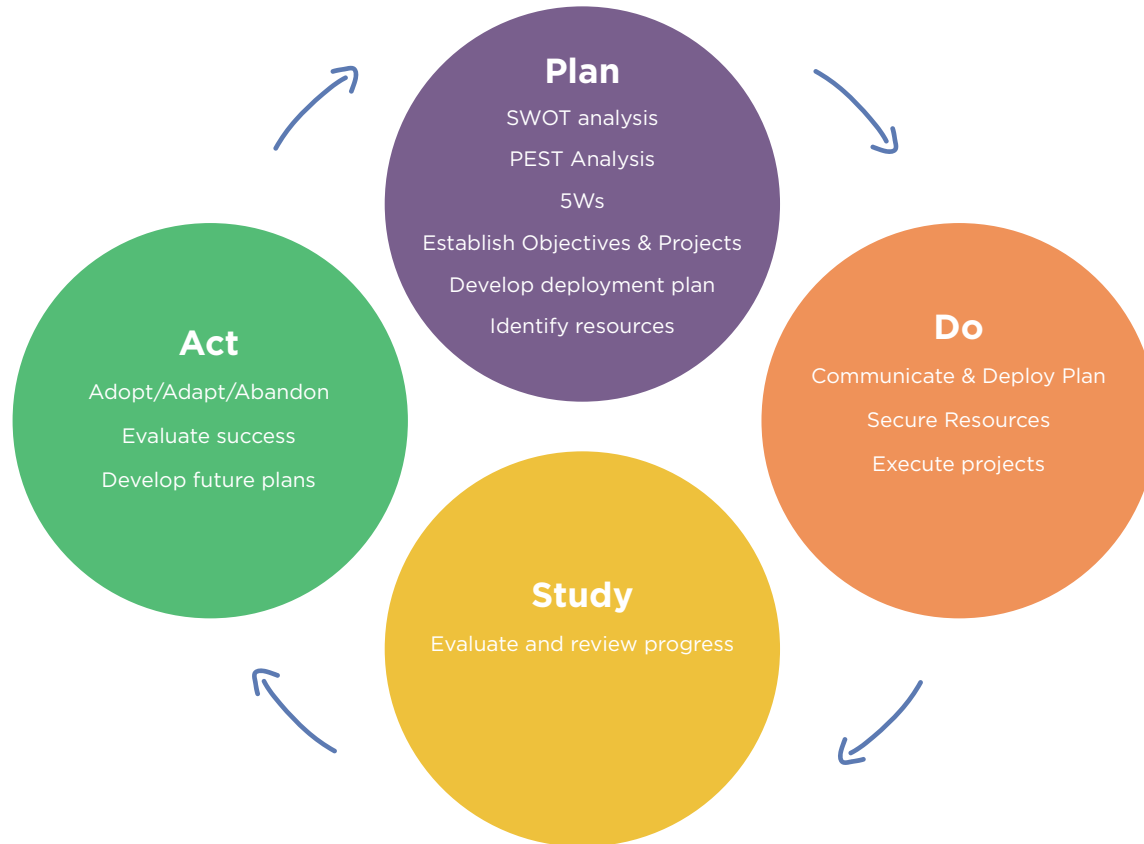 Plan
SWOT analysis
PEST Analysis
5Ws
Establish Objectives & Projects
Develop deployment plan
Identify resources
Do
Communicate & Deploy Plan
Secure Resources
Execute projects
Study
Evaluate and review progress
Act
Adopt/Adapt/Abandon
Evaluate success
Develop future plans